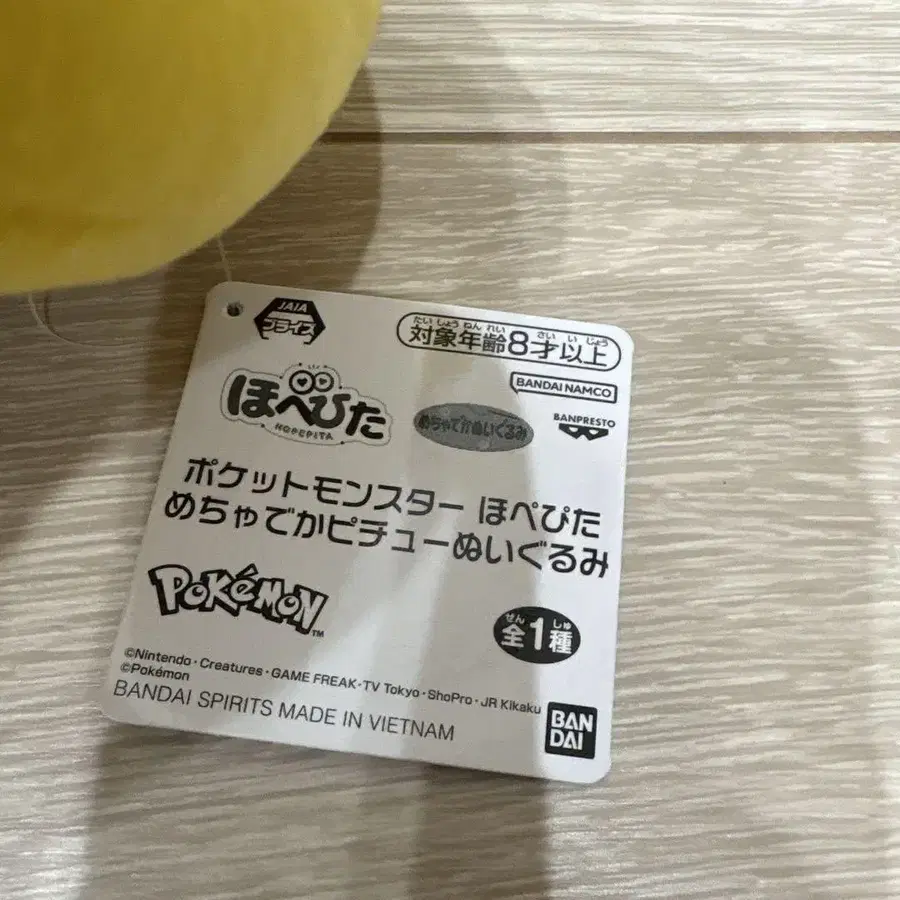 JAIA
プライズ
たいしょうねんれい さい いじょう
対象年齢8才以上
BANDAI NAMCO
ほぺぴた
HOPEPITA
めちゃでかぬいぐるみ
BANPRESTO
ポケットモンスター ほぺぴた
めちゃでかピチューぬいぐるみ
POKéMON
TM
ぜん しゅ
全1種
©Nintendo・Creatures・GAME FREAK・TV Tokyo・ShoPro・JR Kikaku
©Pokémon
BANDAI SPIRITS MADE IN VIETNAM
BAN
DAI